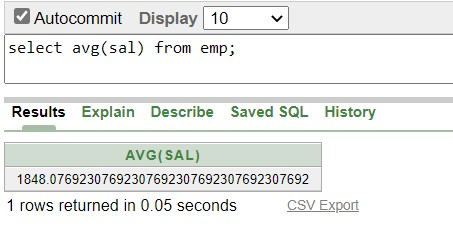 Autocommit Display 10
select avg(sal) from emp;
Results Explain Describe Saved SQL History
AVG(SAL)
1848.07692307692307692307692307692307692
1 rows returned in 0.05 seconds CSV Export